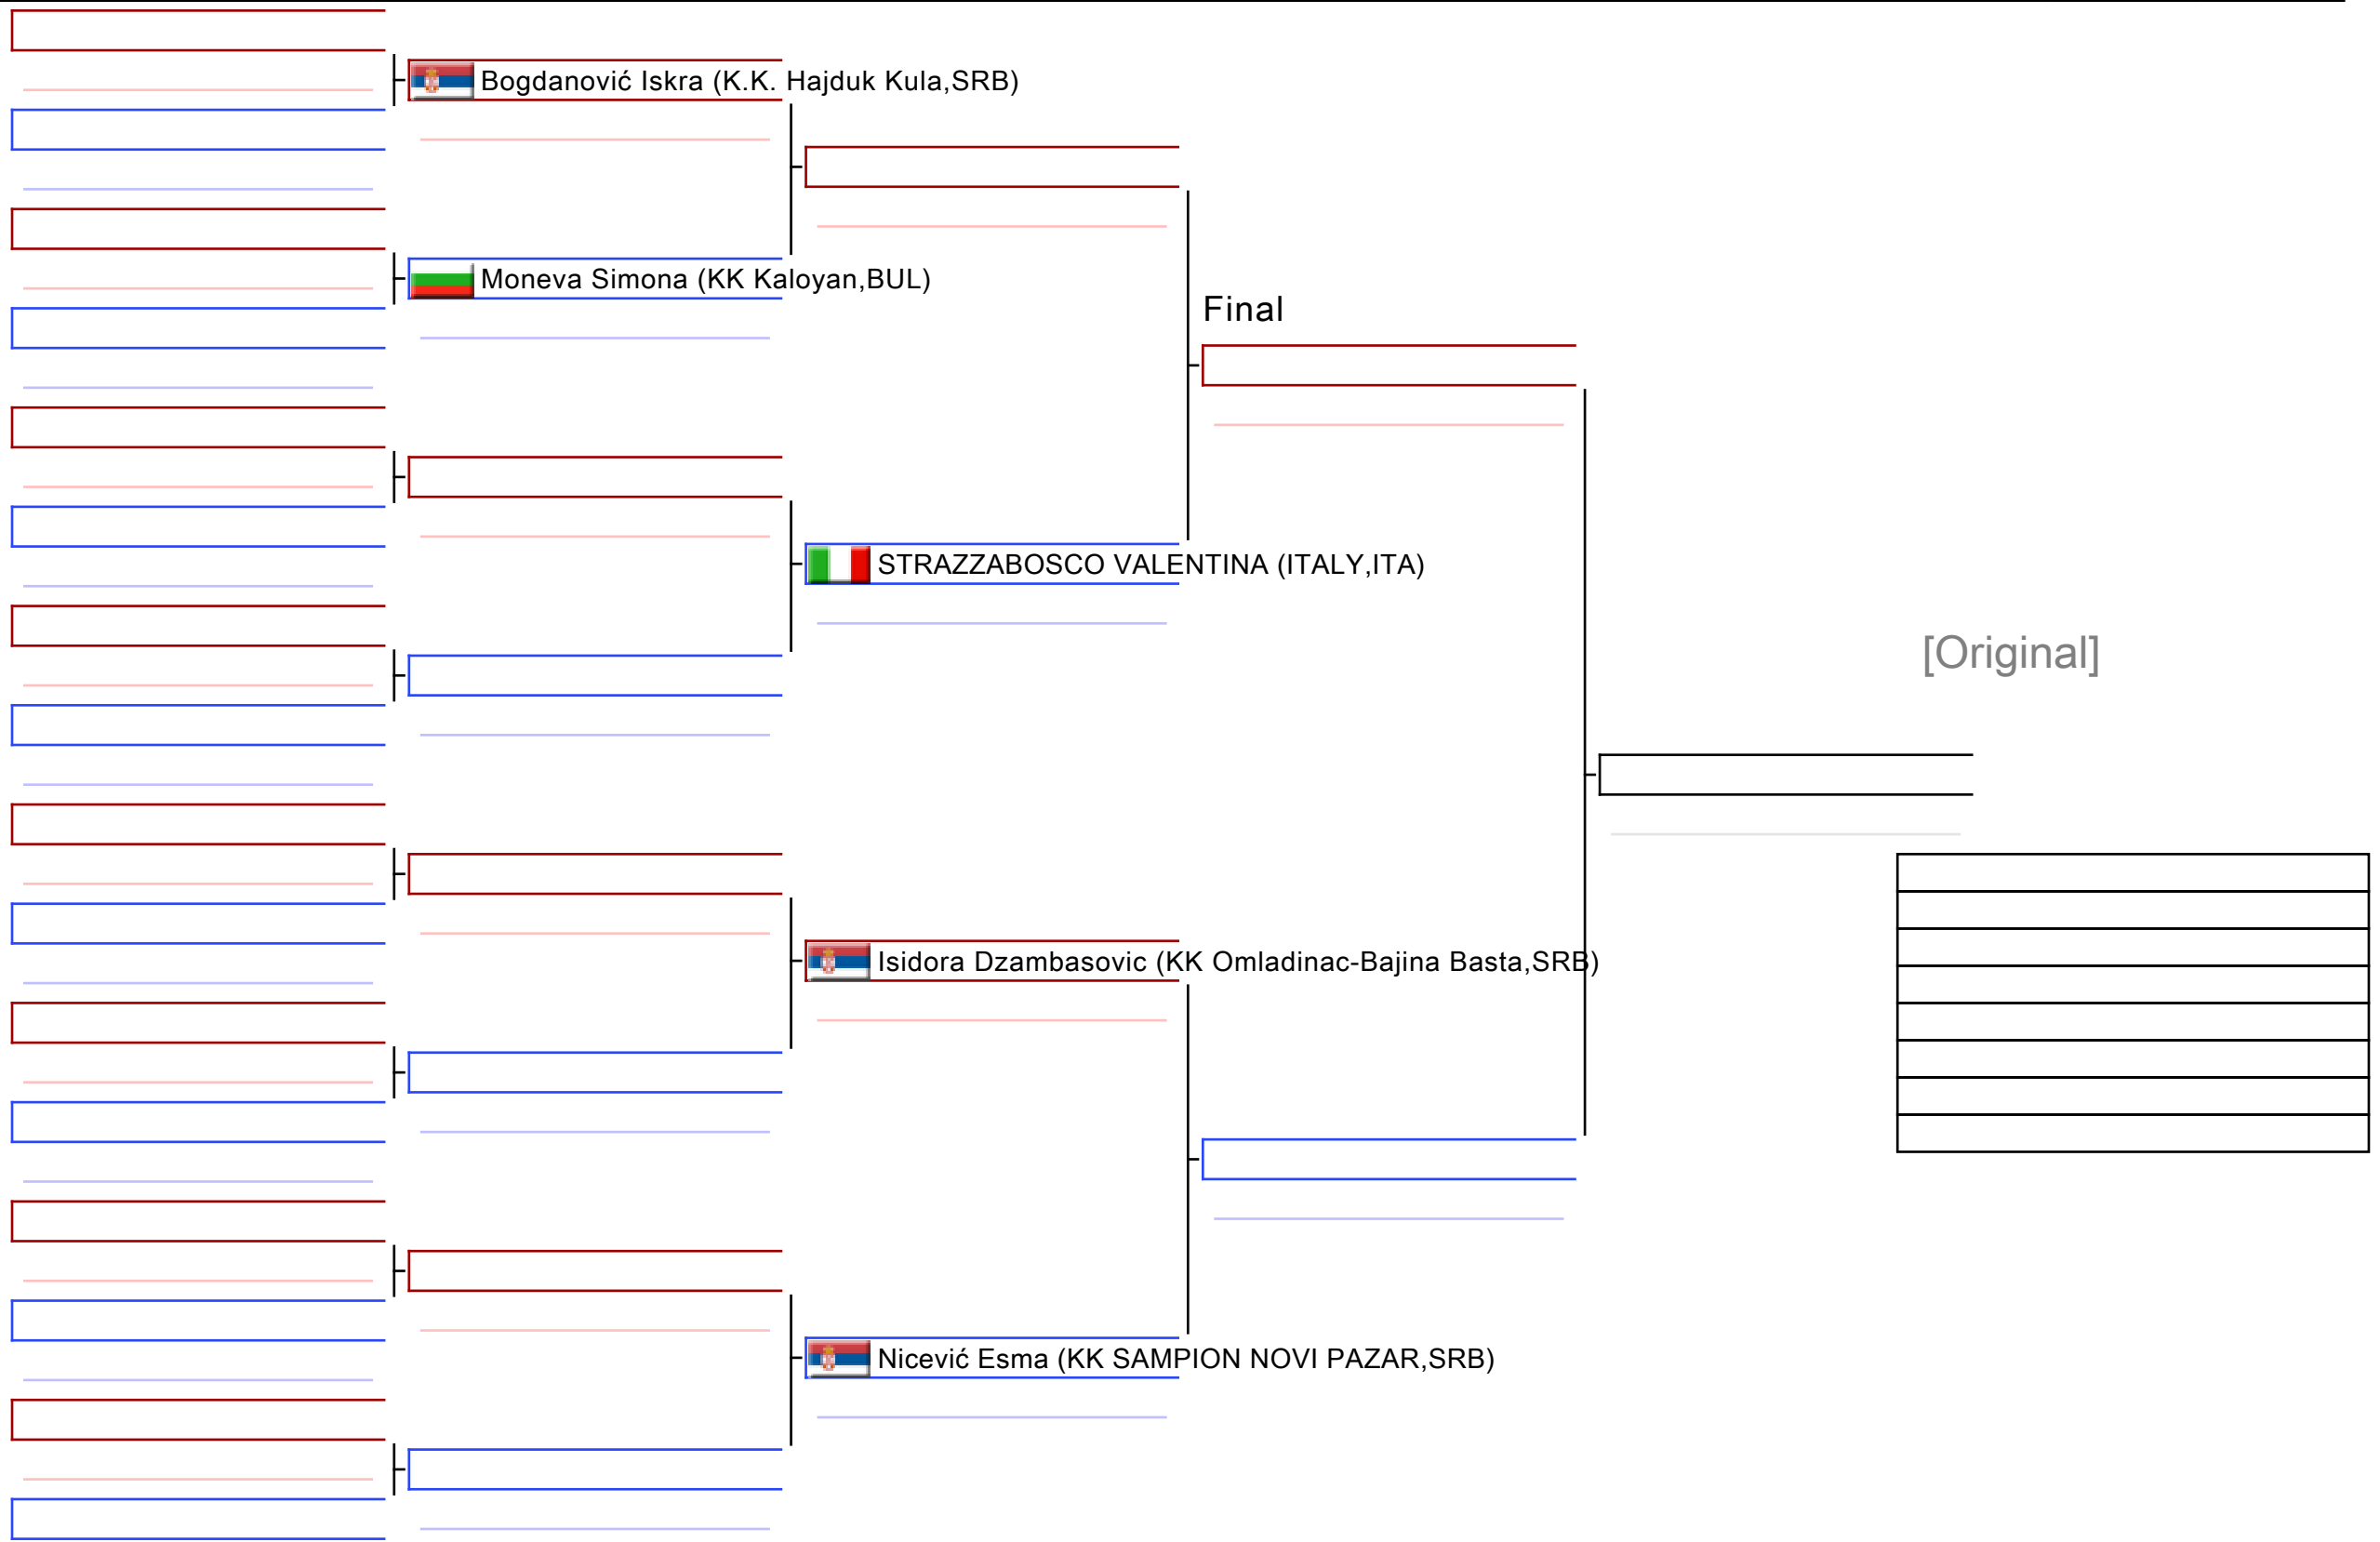 Bogdanović Iskra (K.K. Hajduk Kula,SRB)
Moneva Simona (KK Kaloyan,BUL)
Final
STRAZZABOSCO VALENTINA (ITALY,ITA)
[Original]
Isidora Dzambasovic (KK Omladinac-Bajina Basta,SRB)
Nicević Esma (KK SAMPION NOVI PAZAR,SRB)